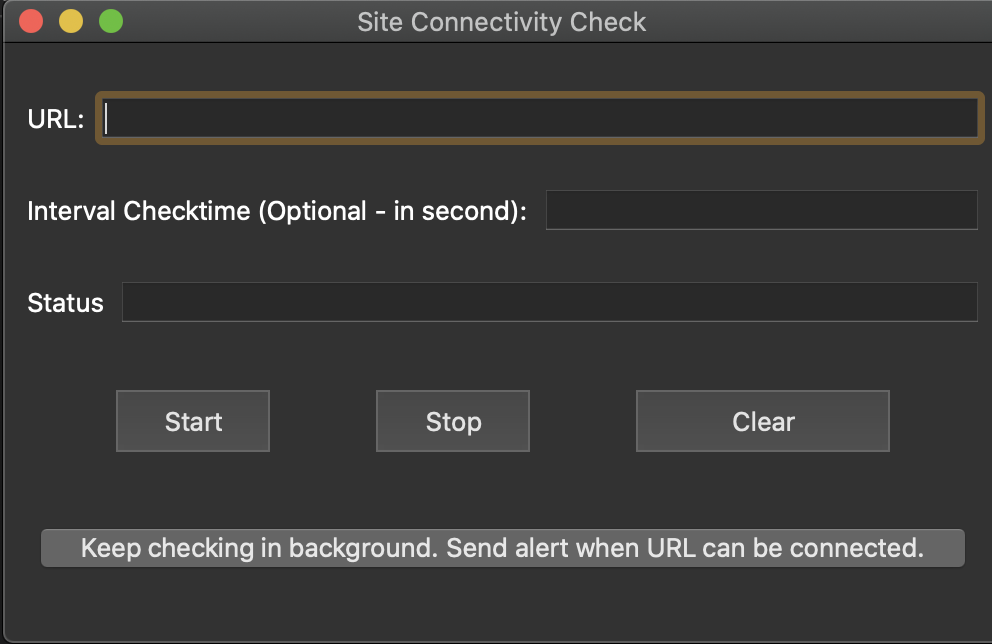 Site Connectivity Check
URL:
Interval Checktime (Optional - in second):
Status
Start Stop Clear
Keep checking in background. Send alert when URL can be connected.